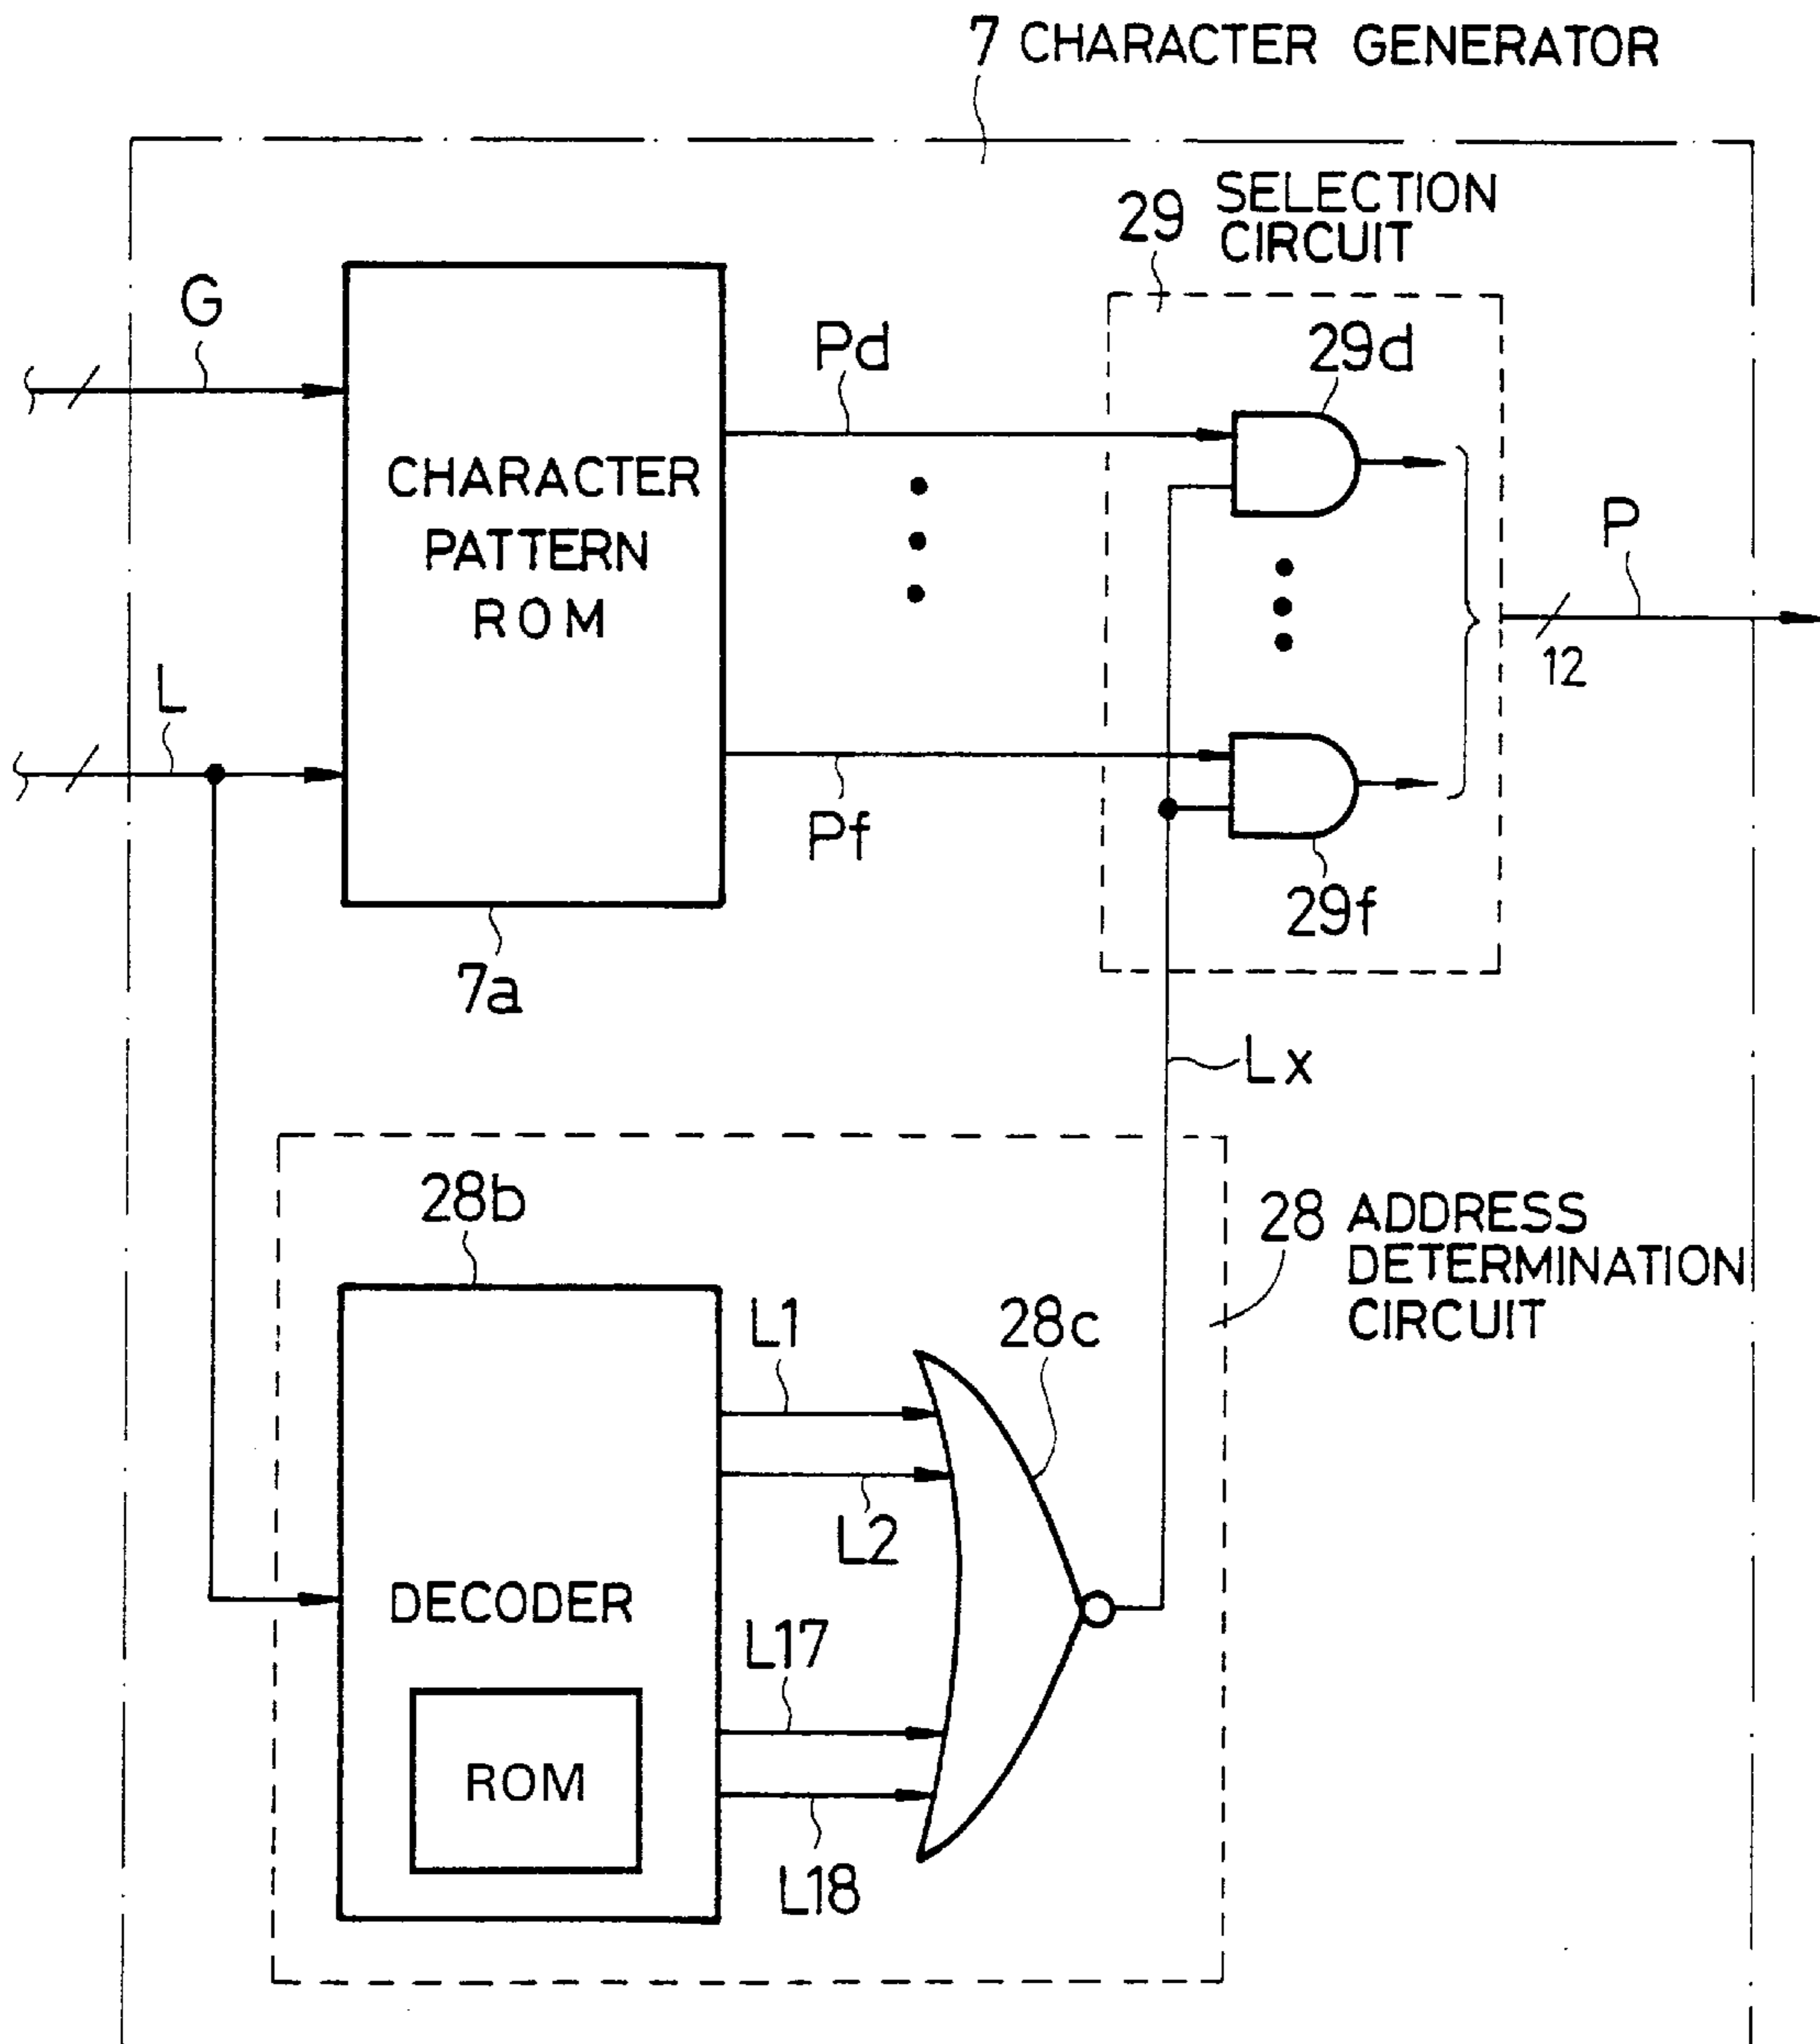 7 CHARACTER GENERATOR
29 SELECTION
CIRCUIT
G
Pd
29d
CHARACTER
PATTERN
ROM
P
12
L
Pf
29f
7a
Lx
28b
28 ADDRESS
DETERMINATION
CIRCUIT
L1
28c
L2
DECODER
L17
ROM
L18